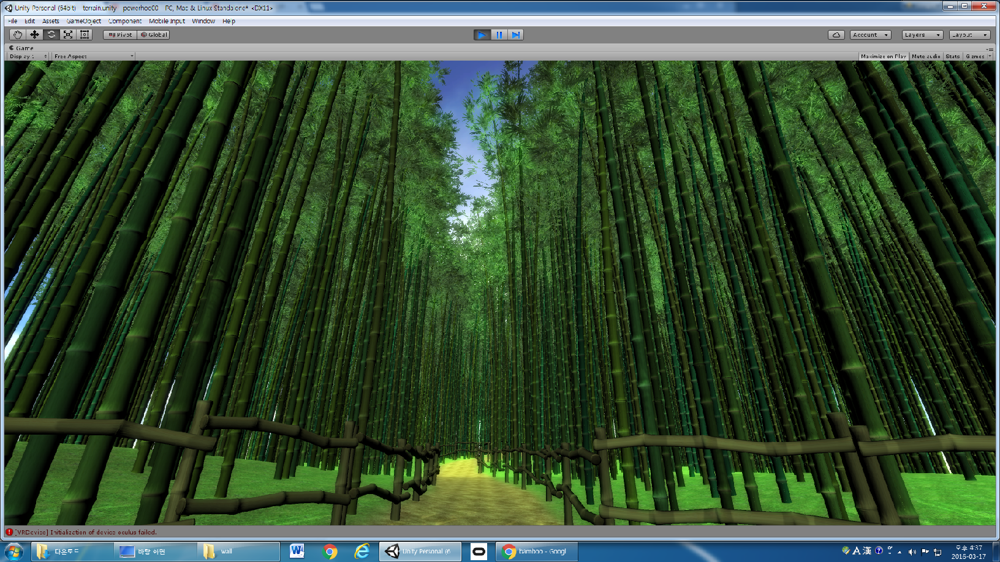 Unity Personal (64bit) - terrain.unity - powerhoo00 - PC, Mac & Linux Standalone* <DX11>
File Edit Assets GameObject Component Mobile Input Window Help
Pivot Global Account Layers Layout
Game
Display 1 Free Aspect Maximize on Play Mute audio Stats Gizmos
[VRDevice] Initialization of device oculus failed.
다운로드 바탕 화면 wall Unity Personal (6 bamboo - Googl A 漢 오후 4:37
2016-03-17